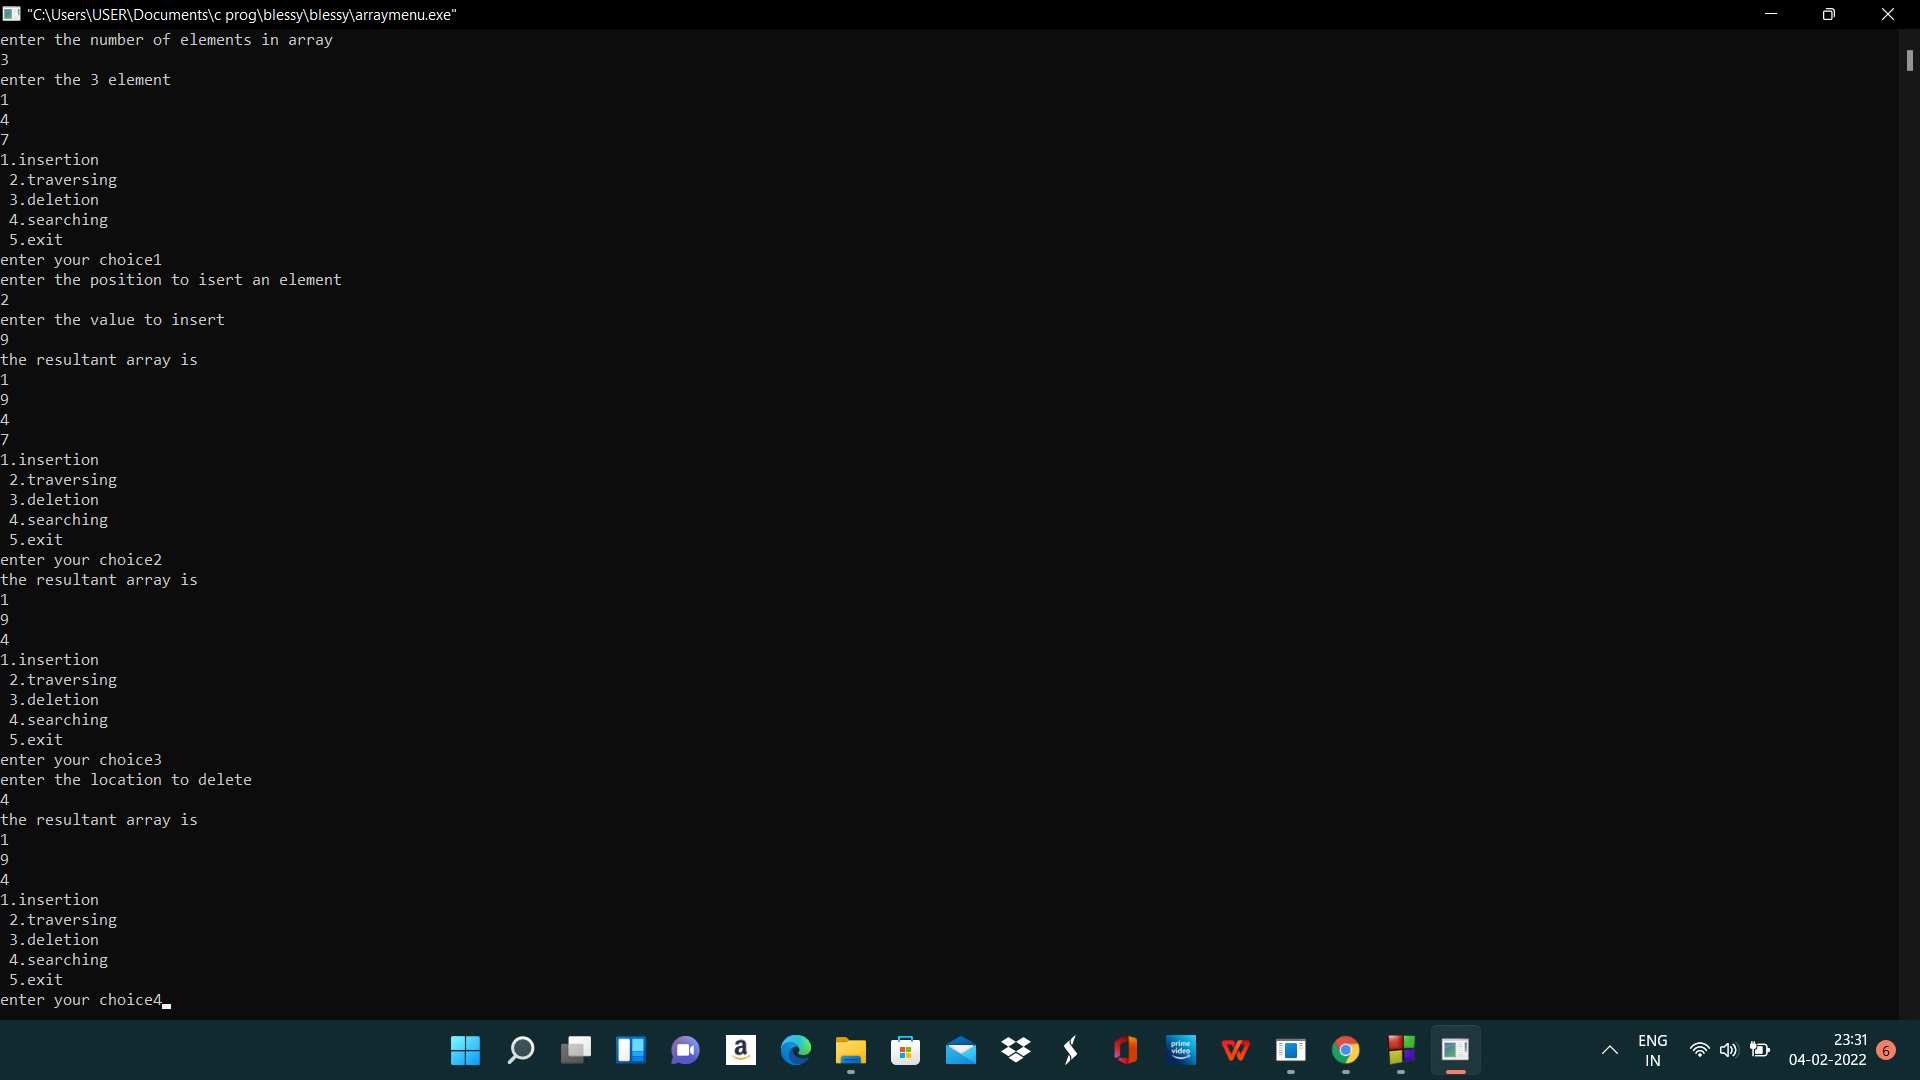 "C:\Users\USER\Documents\c prog\blessy\blessy\arraymenu.exe"
enter the number of elements in array
3
enter the 3 element
1
4
7
1.insertion
 2.traversing
 3.deletion
 4.searching
 5.exit
enter your choice1
enter the position to isert an element
2
enter the value to insert
9
the resultant array is
1
9
4
7
1.insertion
 2.traversing
 3.deletion
 4.searching
 5.exit
enter your choice2
the resultant array is
1
9
4
1.insertion
 2.traversing
 3.deletion
 4.searching
 5.exit
enter your choice3
enter the location to delete
4
the resultant array is
1
9
4
1.insertion
 2.traversing
 3.deletion
 4.searching
 5.exit
enter your choice4
a
prime video
W
ENG
IN
23:31
04-02-2022
6